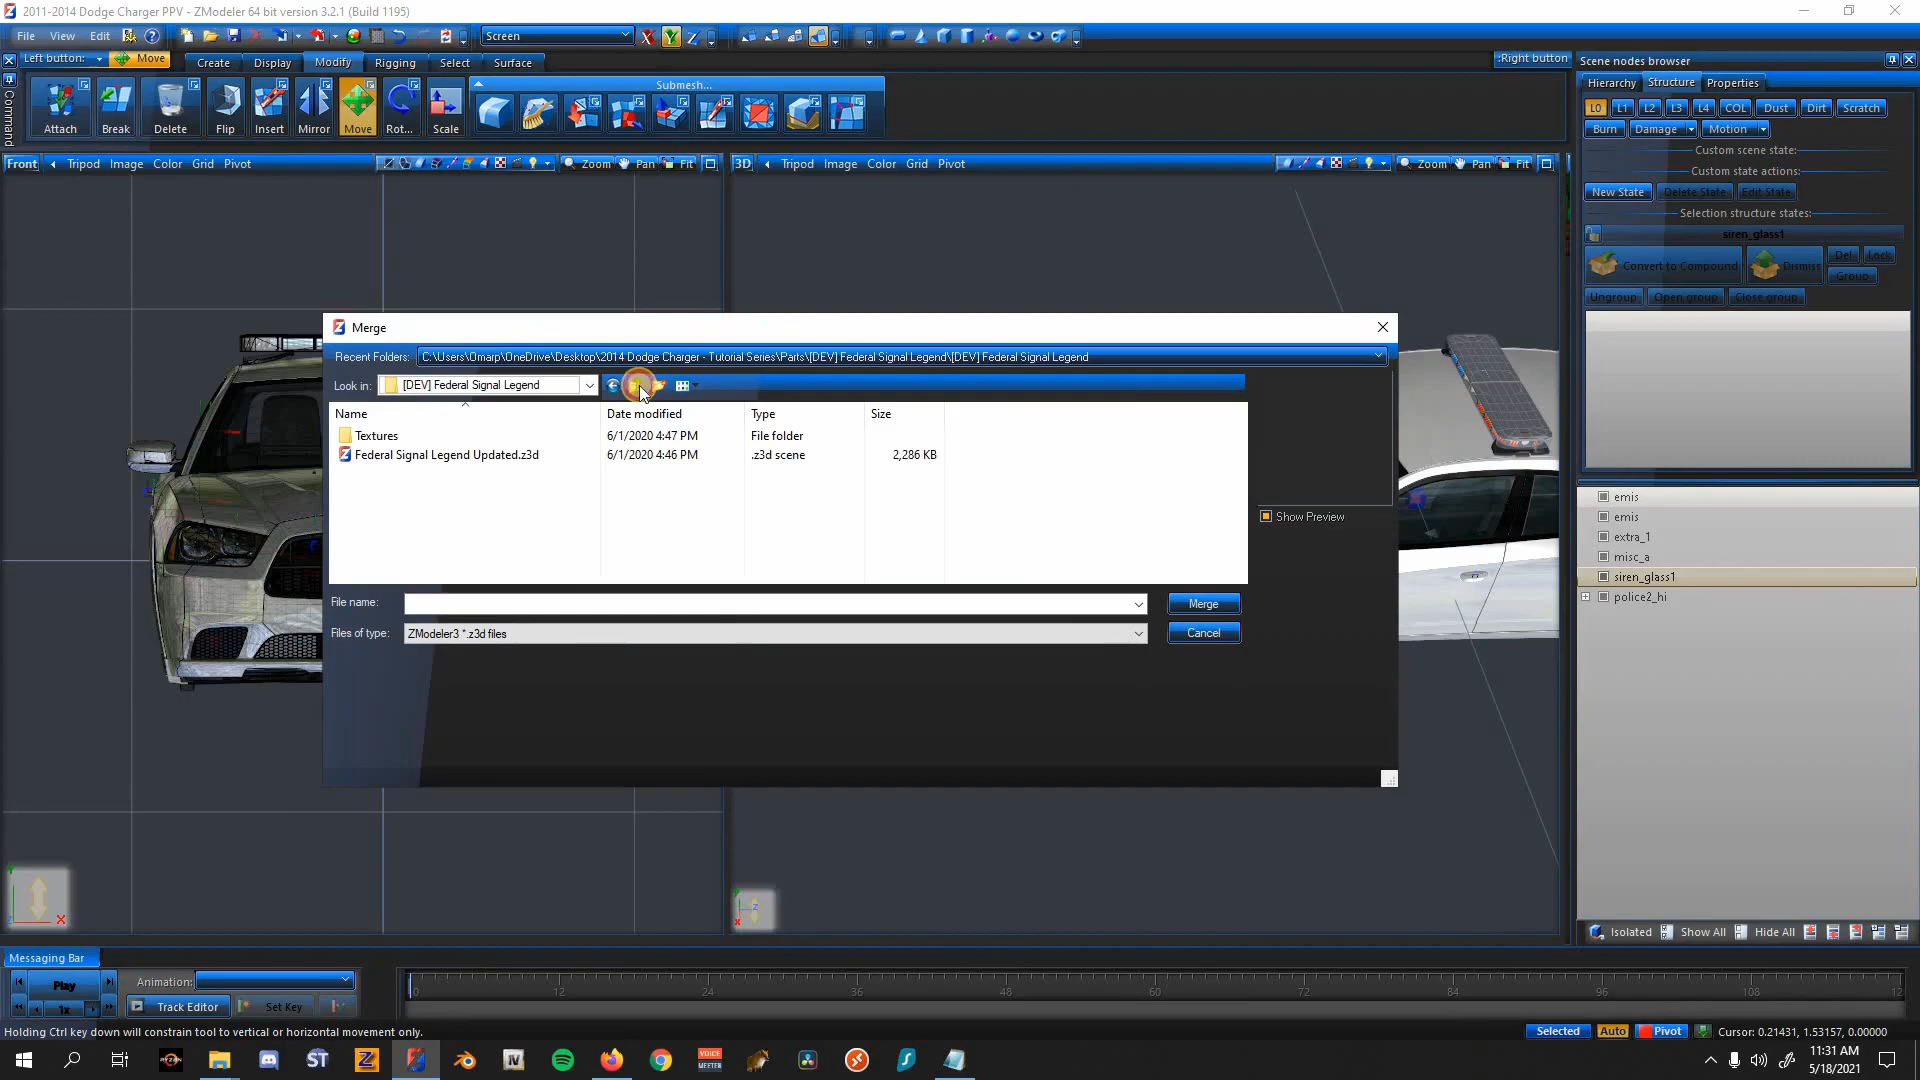 2011-2014 Dodge Charger PPV - ZModeler 64 bit version 3.2.1 (Build 1195)
File View Edit
Screen
Left button: Move
Create Display Modify Rigging Select Surface
:Right button
Command
Attach Break Delete Flip Insert Mirror Move Rot... Scale
Submesh...
Front Tripod Image Color Grid Pivot Zoom Pan Fit
3D Tripod Image Color Grid Pivot Zoom Pan Fit
Scene nodes browser
Hierarchy Structure Properties
L0 L1 L2 L3 L4 COL Dust Dirt Scratch
Burn Damage Motion
Custom scene state:
Custom state actions:
New State Delete State Edit State
Selection structure states:
siren_glass1
Convert to Compound Dismiss Del Lock
Group
Ungroup Open group Close group
emis
emis
extra_1
misc_a
siren_glass1
police2_hi
Isolated Show All Hide All
Merge
Recent Folders: C:\Users\Omarp\OneDrive\Desktop\2014 Dodge Charger - Tutorial Series\Parts\[DEV] Federal Signal Legend\[DEV] Federal Signal Legend
Look in: [DEV] Federal Signal Legend
Name Date modified Type Size
Textures 6/1/2020 4:47 PM File folder
Federal Signal Legend Updated.z3d 6/1/2020 4:46 PM .z3d scene 2,286 KB
Show Preview
File name: Merge
Files of type: ZModeler3 *.z3d files Cancel
Messaging Bar
Play
1x
Animation:
Track Editor Set Key
0 12 24 36 48 60 72 84 96 108 12
Holding Ctrl key down will constrain tool to vertical or horizontal movement only.
Selected Auto Pivot Cursor: 0.21431, 1.53157, 0.00000
RYZEN
ST
IV
VOICE MEETER
11:31 AM
5/18/2021